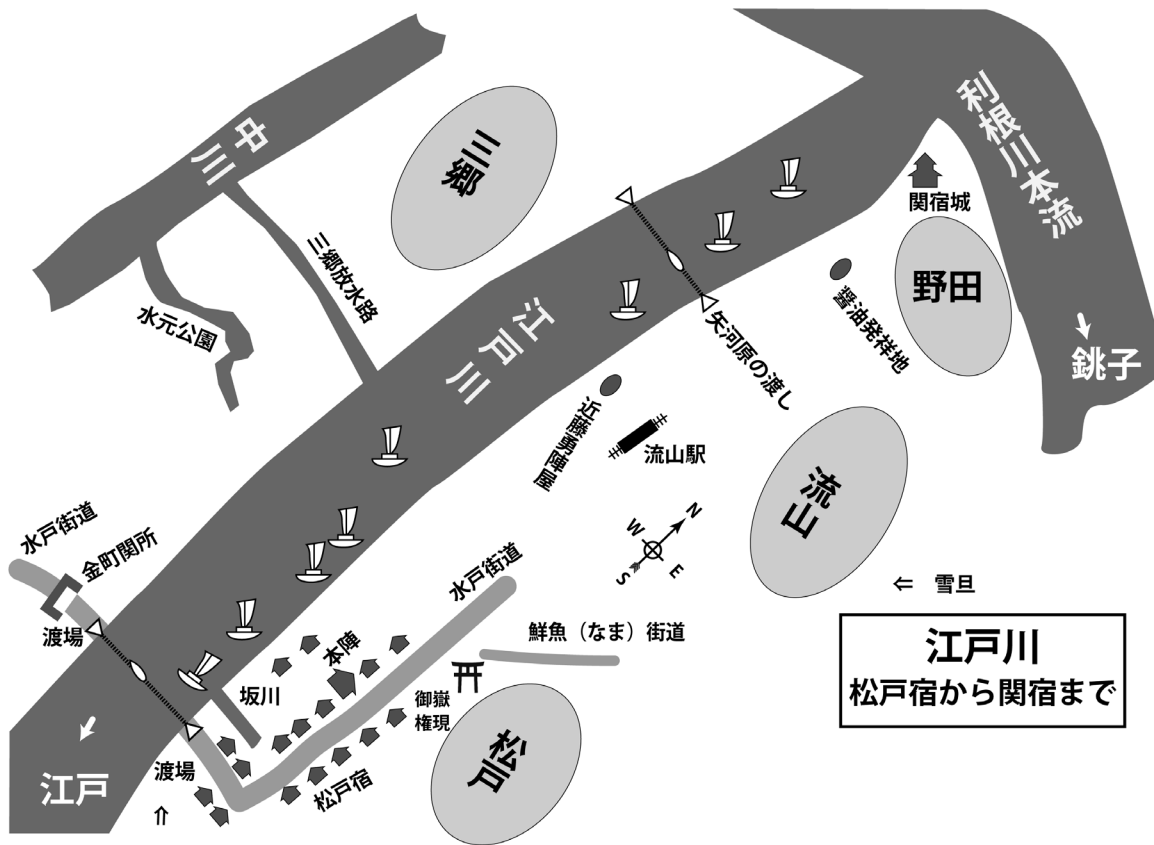 中川
三郷
利根川本流
関宿城
野田
銚子
醤油発祥地
水元公園
三郷放水路
江戸川
矢河原の渡し
近藤勇陣屋
流山駅
流山
N
W
S
E
水戸街道
金町関所
渡場
水戸街道
⇐ 雪旦
鮮魚（なま）街道
本陣
坂川
御嶽
権現
江戸川
松戸宿から関宿まで
松戸
渡場
松戸宿
江戸
⇑